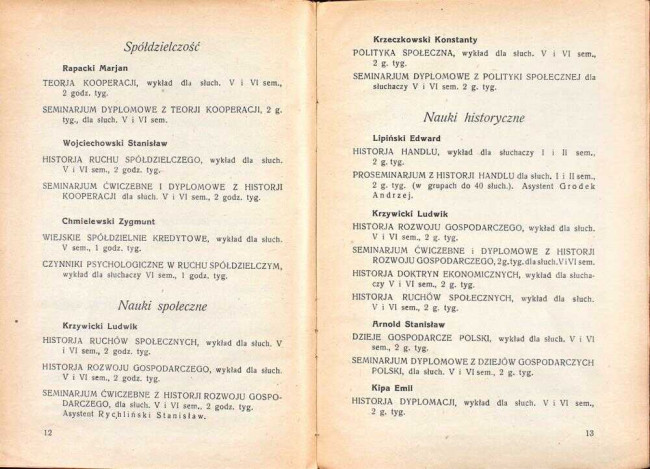 Spółdzielczość
Rapacki Marjan
TEORJA KOOPERACJI, wykład dla słuch. V i VI sem.,
2 godz. tyg.
SEMINARJUM DYPLOMOWE Z TEORJI KOOPERACJI, 2 g.
tyg., dla słuch. V i VI sem.
Wojciechowski Stanisław
HISTORJA RUCHU SPÓŁDZIELCZEGO, wykład dla słuch.
V i VI sem., 2 godz. tyg.
SEMINARJUM ĆWICZEBNE I DYPLOMOWE Z HISTORJI
KOOPERACJI dla słuch. V i VI sem., 2 godz. tyg.
Chmielewski Zygmunt
WIEJSKIE SPÓŁDZIELNIE KREDYTOWE, wykład dla słuch.
V sem., 1 godz. tyg.
CZYNNIKI PSYCHOLOGICZNE W RUCHU SPÓŁDZIELCZYM,
wykład dla słuchaczy VI sem., 1 godz. tyg.
Nauki społeczne
Krzywicki Ludwik
HISTORJA RUCHÓW SPOŁECZNYCH, wykład dla słuch. V
i VI sem., 2 godz. tyg.
HISTORJA ROZWOJU GOSPODARCZEGO, wykład dla słuch.
V i VI sem., 2 godz. tyg.
SEMINARJUM ĆWICZEBNE Z HISTORJI ROZWOJU GOSPO-
DARCZEGO, dla słuch. V i VI sem., 2 godz. tyg.
Asystent Rychliński Stanisław.
12
Krzeczkowski Konstanty
POLITYKA SPOŁECZNA, wykład dla słuch. V i VI sem.,
2 g. tyg.
SEMINARJUM DYPLOMOWE Z POLITYKI SPOŁECZNEJ dla
słuchaczy V i VI sem. 2 g. tyg.
Nauki historyczne
Lipiński Edward
HISTORJA HANDLU, wykład dla słuchaczy I i II sem.,
2 g. tyg.
PROSEMINARJUM Z HISTORJI HANDLU dla słuch. I i II sem.,
2 g. tyg. (w grupach do 40 słuch.). Asystent Grodek
Andrzej.
Krzywicki Ludwik
HISTORJA ROZWOJU GOSPODARCZEGO, wykład dla słuch.
V i VI sem., 2 g. tyg.
SEMINARJUM ĆWICZEBNE i DYPLOMOWE Z HISTORJI
ROZWOJU GOSPODARCZEGO, 2g. tyg. dla słuch. V i VI sem.
HISTORJA DOKTRYN EKONOMICZNYCH, wykład dla słucha-
czy V i VI sem., 2 g. tyg.
HISTORJA RUCHÓW SPOŁECZNYCH, wykład dla słuch.
V i VI sem., 2 g. tyg.
Arnold Stanisław
DZIEJE GOSPODARCZE POLSKI, wykład dla słuch. V i VI
sem., 2 g. tyg.
SEMINARJUM DYPLOMOWE Z DZIEJÓW GOSPODARCZYCH
POLSKI, dla słuch. V i VI sem., 2 g. tyg.
Kipa Emil
HISTORJA DYPLOMACJI, wykład dla słuch. V i VI sem.,
2 g. tyg.
13